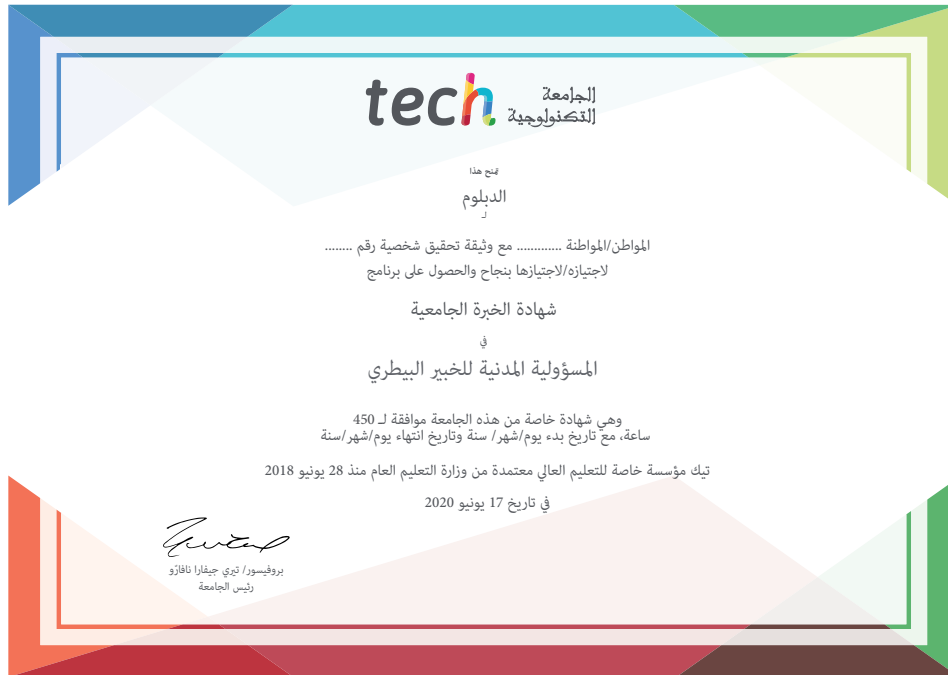 tech الجامعة
التكنولوجية
تمنح هذا
الدبلوم
لـ
المواطن/المواطنة ............. مع وثيقة تحقيق شخصية رقم ........
لاجتيازه/لاجتيازها بنجاح والحصول على برنامج
شهادة الخبرة الجامعية
في
المسؤولية المدنية للخبير البيطري
وهي شهادة خاصة من هذه الجامعة موافقة لـ 450
ساعة، مع تاريخ بدء يوم/شهر/ سنة وتاريخ انتهاء يوم/شهر/سنة
تيك مؤسسة خاصة للتعليم العالي معتمدة من وزارة التعليم العام منذ 28 يونيو 2018
في تاريخ 17 يونيو 2020
بروفيسور/ تيري جيفارا نافارّو
رئيس الجامعة